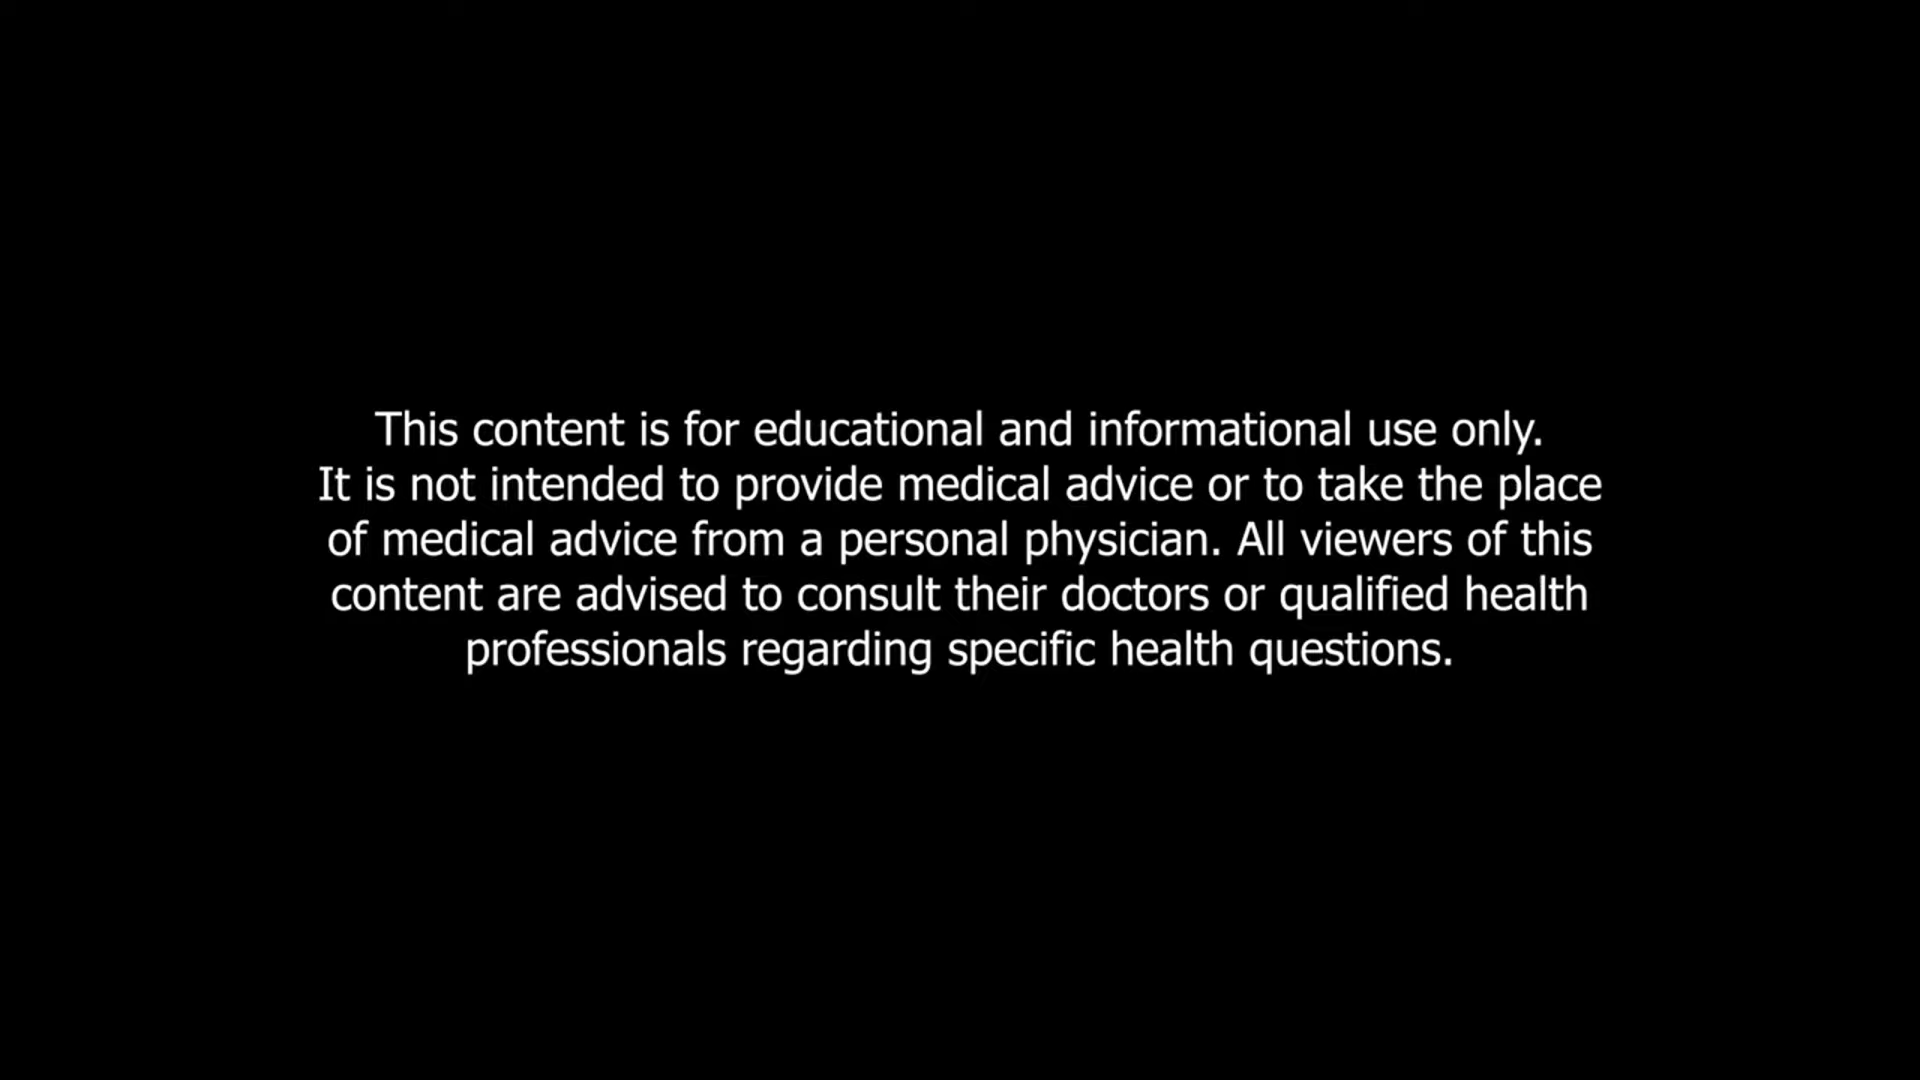 This content is for educational and informational use only.
It is not intended to provide medical advice or to take the place
of medical advice from a personal physician. All viewers of this
content are advised to consult their doctors or qualified health
professionals regarding specific health questions.